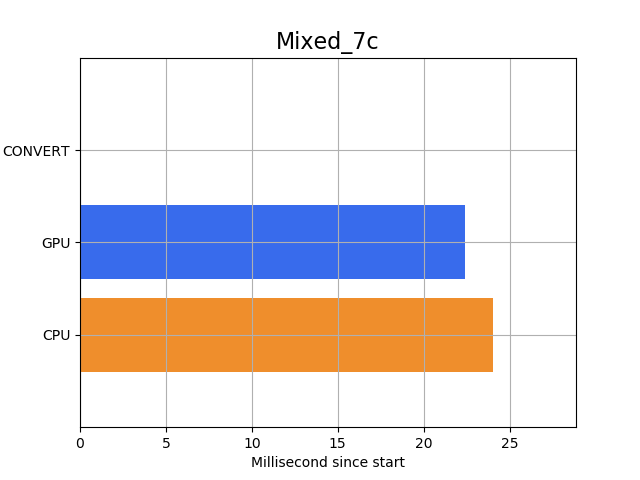 Mixed_7c
CONVERT
GPU
CPU
0 5 10 15 20 25
Millisecond since start